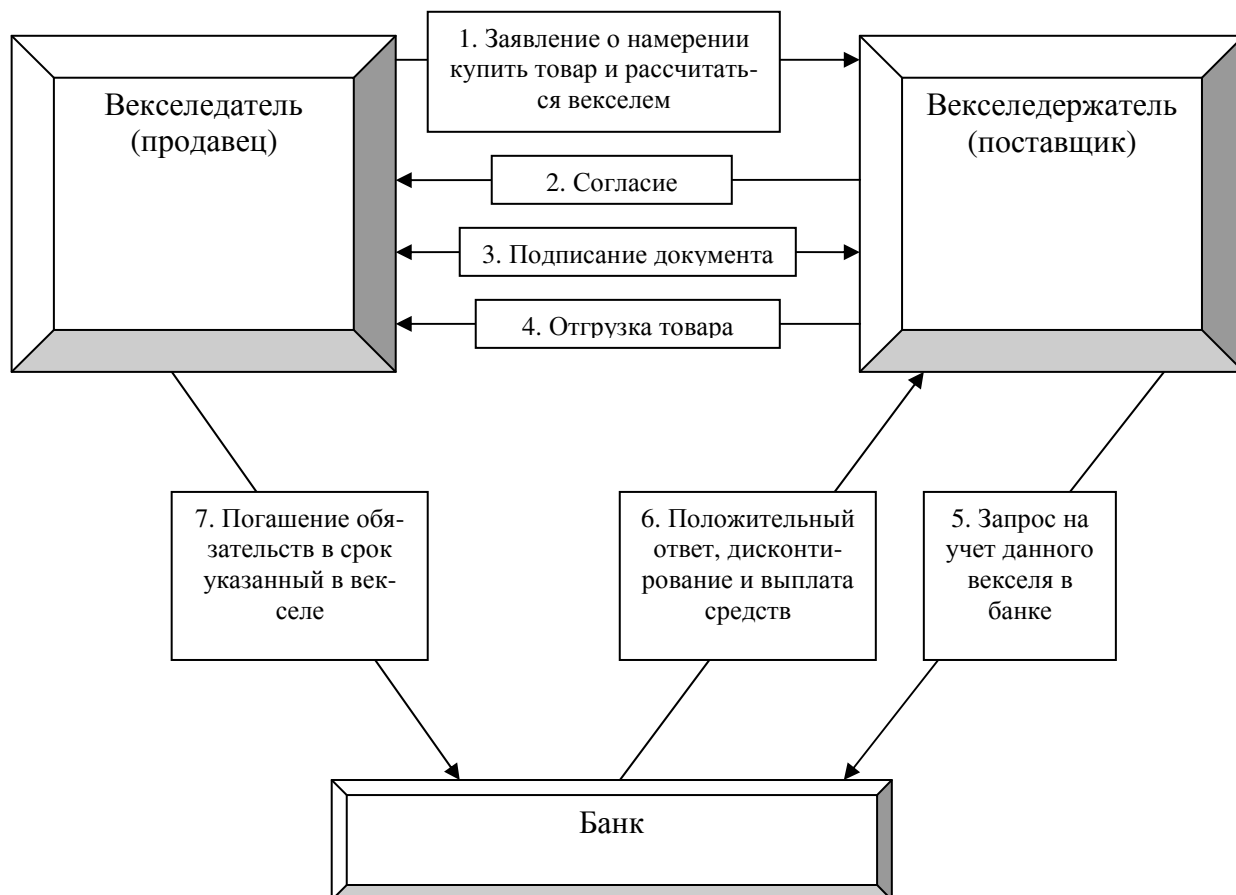 1. Заявление о намерении
купить товар и рассчитать-
ся векселем
Векселедатель
(продавец)
Векселедержатель
(поставщик)
2. Согласие
3. Подписание документа
4. Отгрузка товара
7. Погашение обя-
зательств в срок
указанный в век-
селе
6. Положительный
ответ, дисконти-
рование и выплата
средств
5. Запрос на
учет данного
векселя в
банке
Банк